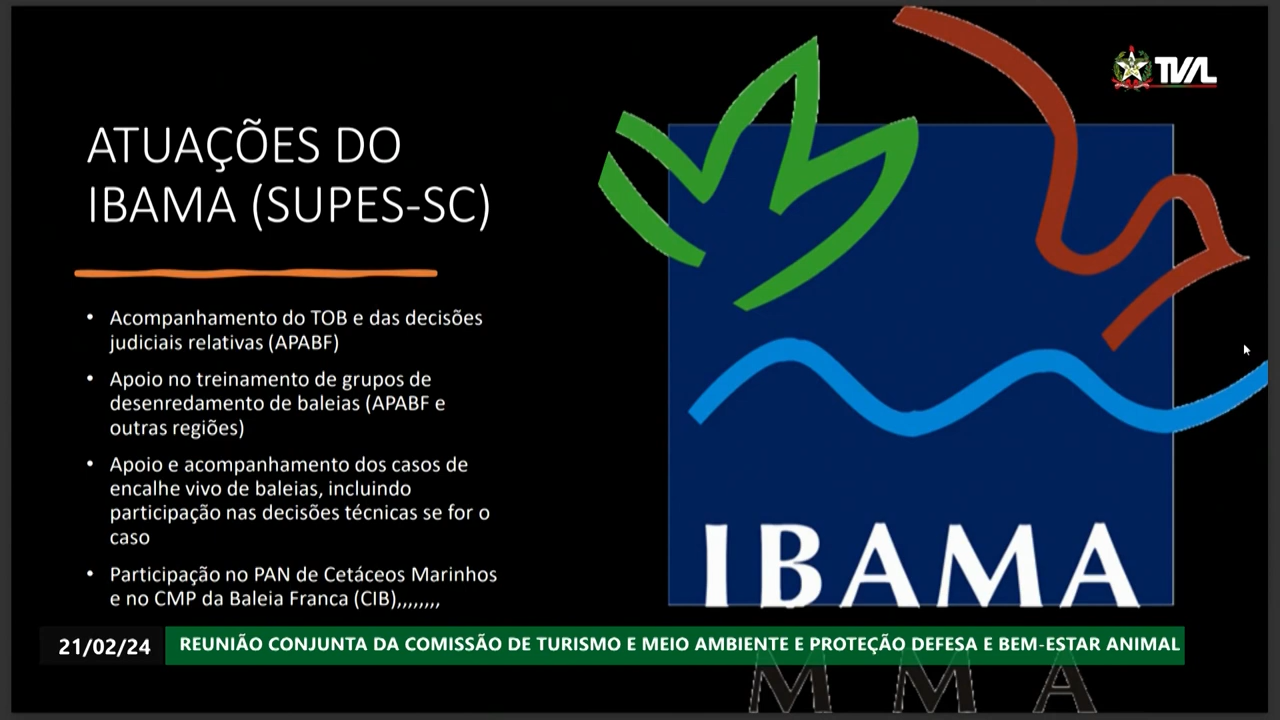 TVAL
ATUAÇÕES DO
IBAMA (SUPES-SC)
• Acompanhamento do TOB e das decisões
judiciais relativas (APABF)
• Apoio no treinamento de grupos de
desenredamento de baleias (APABF e
outras regiões)
• Apoio e acompanhamento dos casos de
encalhe vivo de baleias, incluindo
participação nas decisões técnicas se for o
caso
• Participação no PAN de Cetáceos Marinhos
e no CMP da Baleia Franca (CIB),,,,,,,,
IBAMA
21/02/24 REUNIÃO CONJUNTA DA COMISSÃO DE TURISMO E MEIO AMBIENTE E PROTEÇÃO DEFESA E BEM-ESTAR ANIMAL
M M A